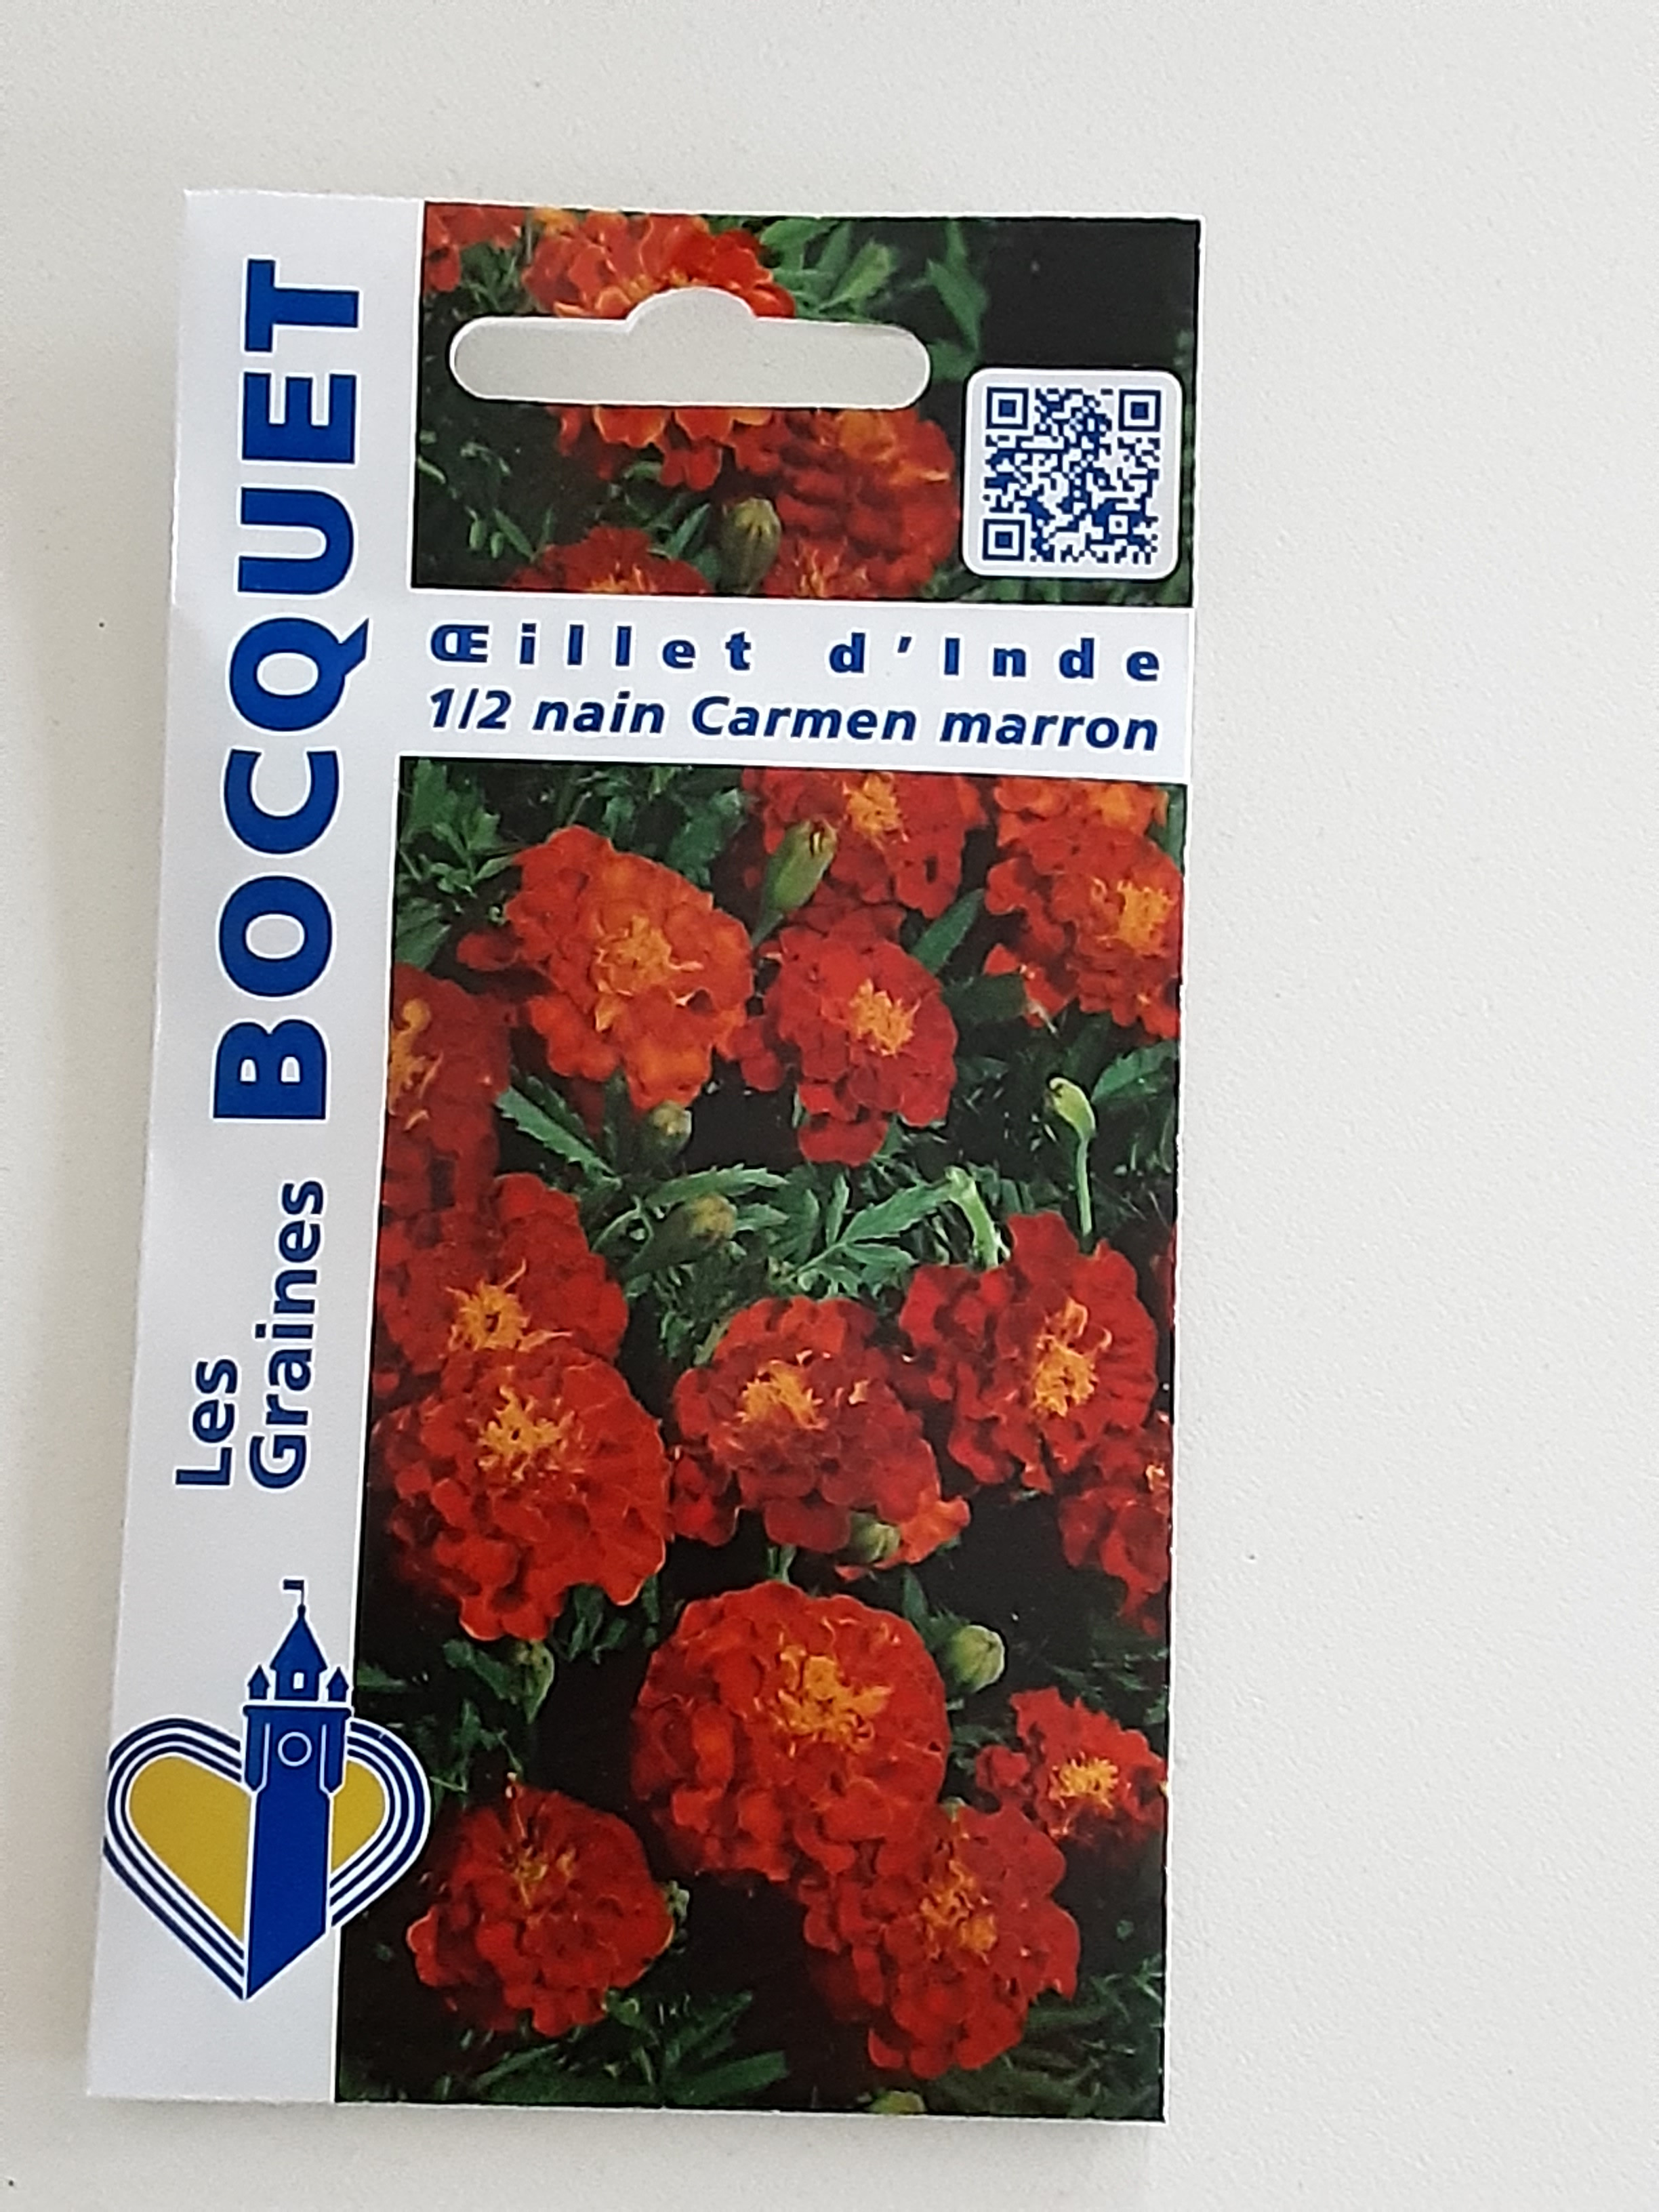 Les
Graines BOCQUET
Œillet d'Inde
1/2 nain Carmen marron